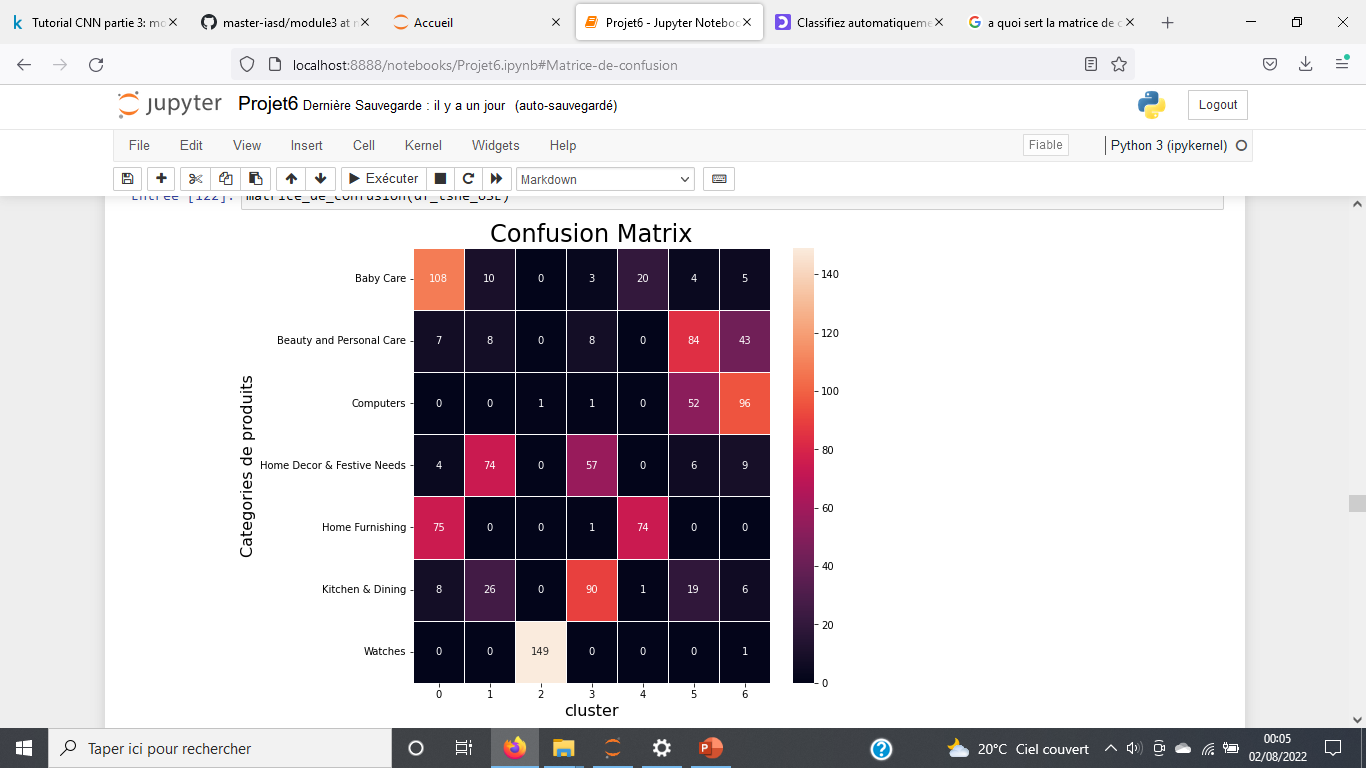 Tutorial CNN partie 3: mo
master-iasd/module3 at r
Accueil
Projet6 - Jupyter Noteboo
Classifiez automatiqueme
a quoi sert la matrice de c
localhost:8888/notebooks/Projet6.ipynb#Matrice-de-confusion
jupyter Projet6 Dernière Sauvegarde : il y a un jour (auto-sauvegardé)
Logout
File Edit View Insert Cell Kernel Widgets Help
Fiable
Python 3 (ipykernel)
Exécuter
Markdown
Entrée [122]: matrice_de_confusion(df_tsne_USE)
Confusion Matrix
Categories de produits
Baby Care 108 10 0 3 20 4 5
Beauty and Personal Care 7 8 0 8 0 84 43
Computers 0 0 1 1 0 52 96
Home Decor & Festive Needs 4 74 0 57 0 6 9
Home Furnishing 75 0 0 1 74 0 0
Kitchen & Dining 8 26 0 90 1 19 6
Watches 0 0 149 0 0 0 1
0 1 2 3 4 5 6
cluster
140
120
100
80
60
40
20
0
Taper ici pour rechercher
20°C Ciel couvert
00:05
02/08/2022